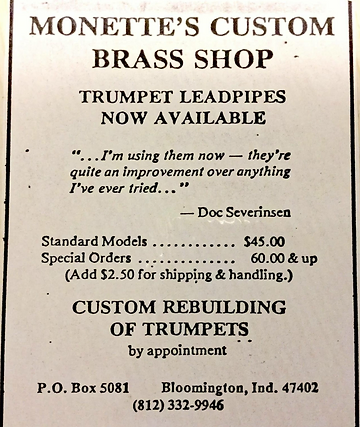 MONETTE'S CUSTOM
BRASS SHOP
TRUMPET LEADPIPES
NOW AVAILABLE
"...I'm using them now — they're
quite an improvement over anything
I've ever tried..."
— Doc Severinsen
Standard Models ............ $45.00
Special Orders .............. 60.00 & up
(Add $2.50 for shipping & handling.)
CUSTOM REBUILDING
OF TRUMPETS
by appointment
P.O. Box 5081 Bloomington, Ind. 47402
(812) 332-9946